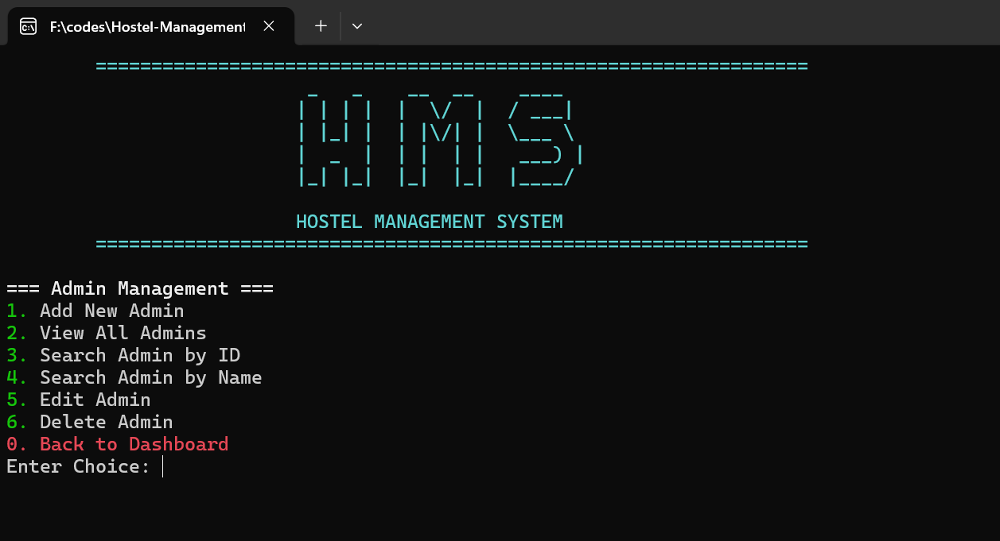 F:\codes\Hostel-Management
================================================================
 _   _    __  __    ____
| | | |  |  \/  |  / ___|
| |_| |  | |\/| |  \___ \
|  _  |  | |  | |   ___) |
|_| |_|  |_|  |_|  |____/
HOSTEL MANAGEMENT SYSTEM
================================================================
=== Admin Management ===
1. Add New Admin
2. View All Admins
3. Search Admin by ID
4. Search Admin by Name
5. Edit Admin
6. Delete Admin
0. Back to Dashboard
Enter Choice: